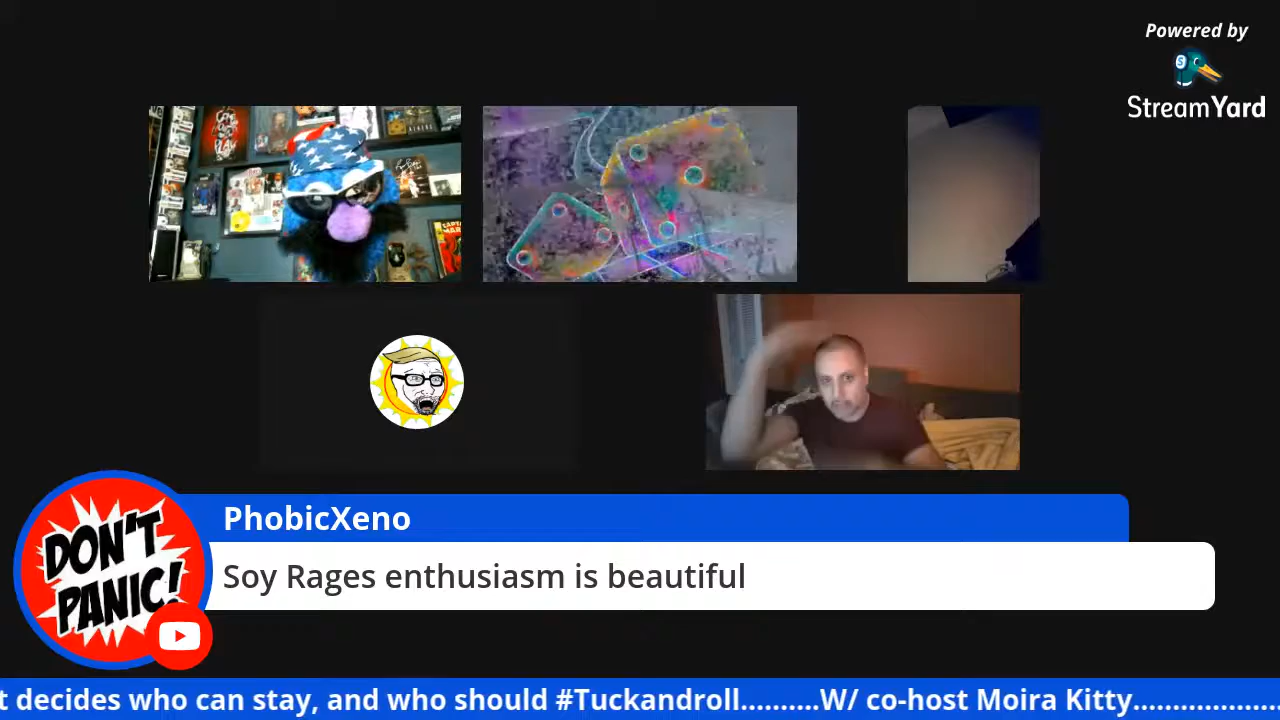 Powered by
StreamYard
DON'T
PANIC!
PhobicXeno
Soy Rages enthusiasm is beautiful
t decides who can stay, and who should #Tuckandroll..........W/ co-host Moira Kitty....................